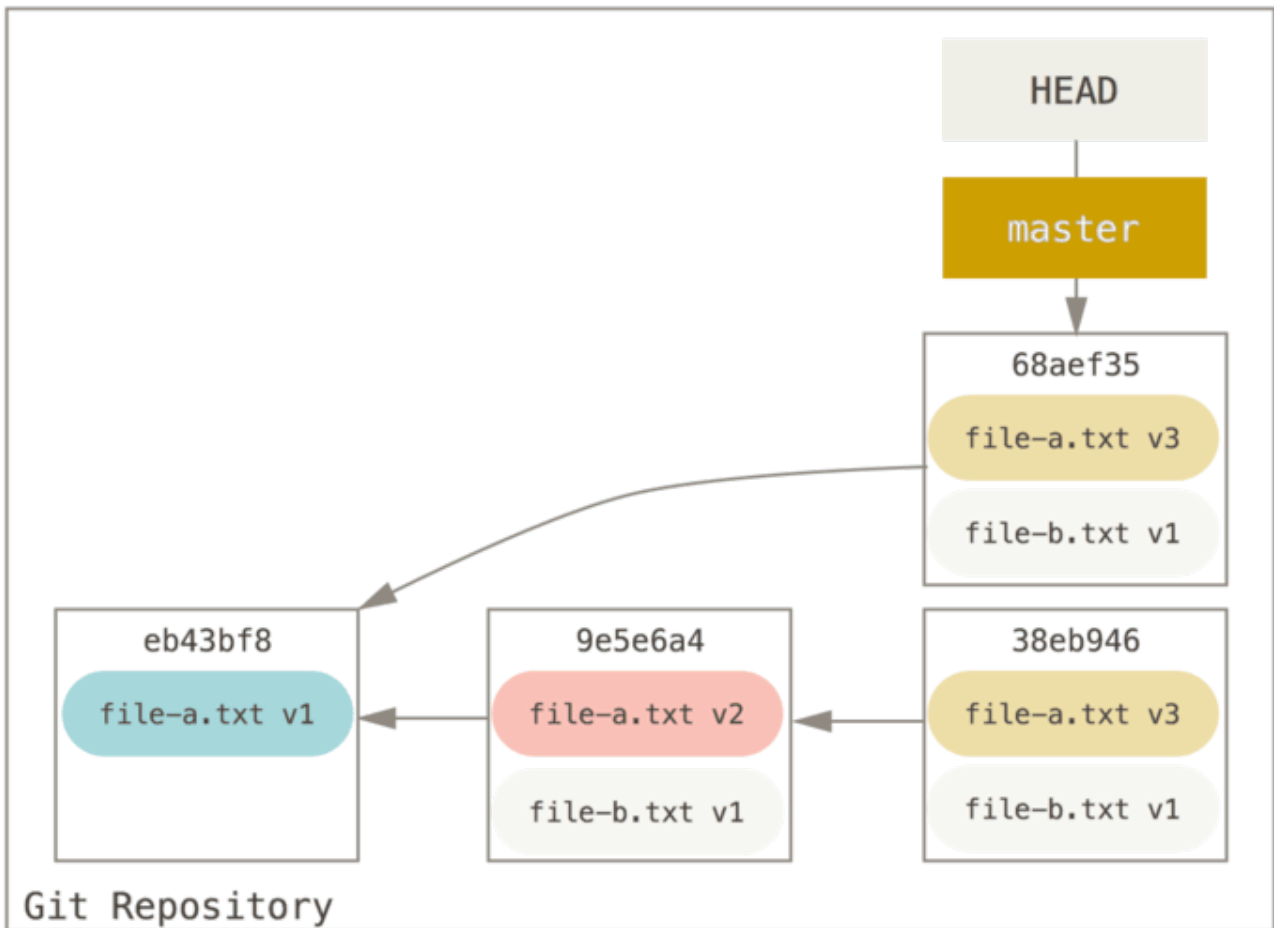 HEAD
master
68aef35
file-a.txt v3
file-b.txt v1
eb43bf8
file-a.txt v1
9e5e6a4
file-a.txt v2
file-b.txt v1
38eb946
file-a.txt v3
file-b.txt v1
Git Repository